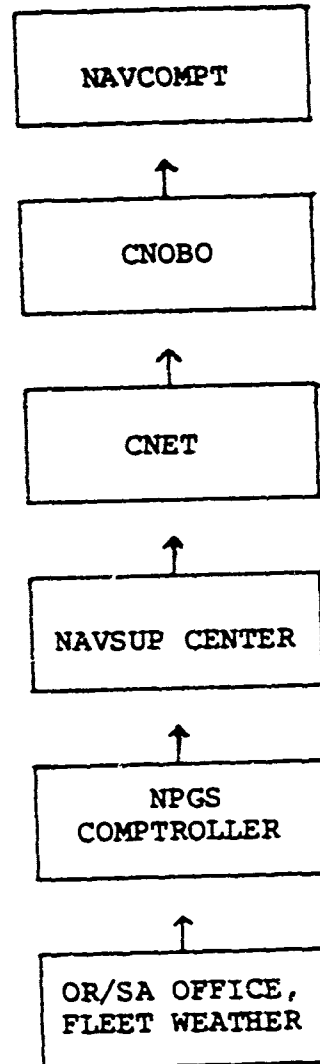 NAVCOMPT
CNOBO
CNET
NAVSUP CENTER
NPGS
COMPTROLLER
OR/SA OFFICE,
FLEET WEATHER